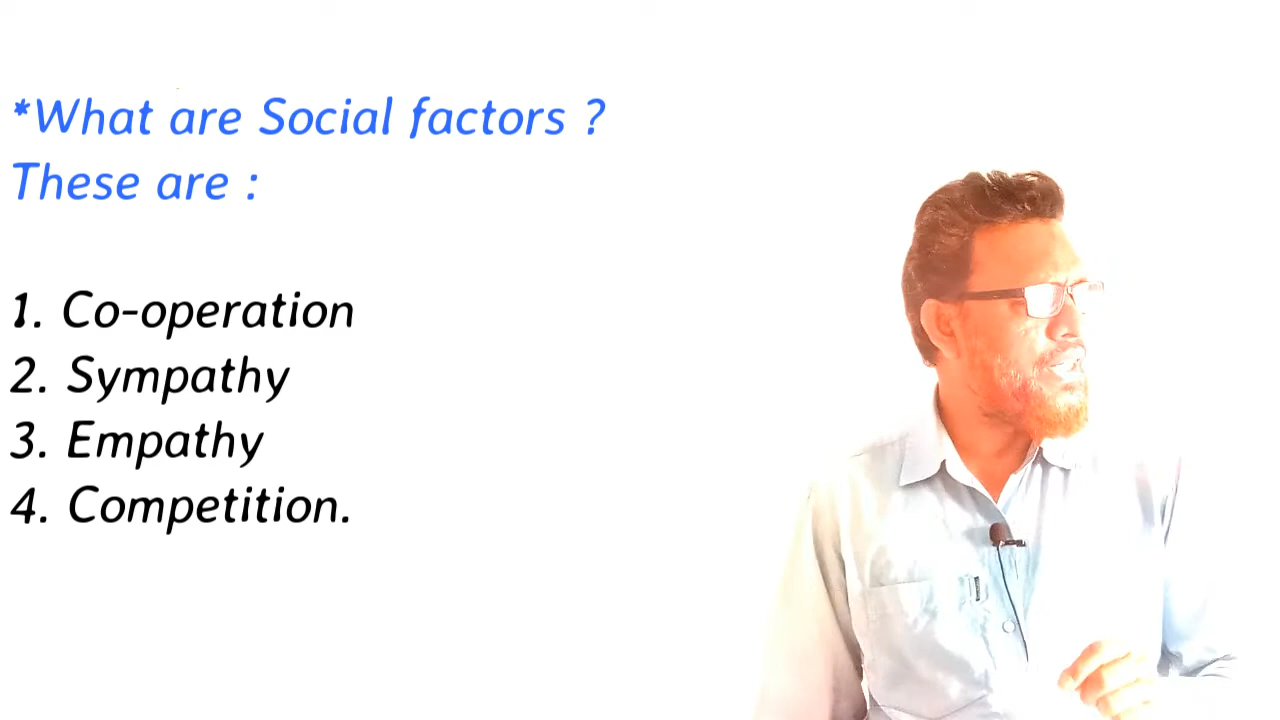 *What are Social factors ?
These are :
1. Co-operation
2. Sympathy
3. Empathy
4. Competition.